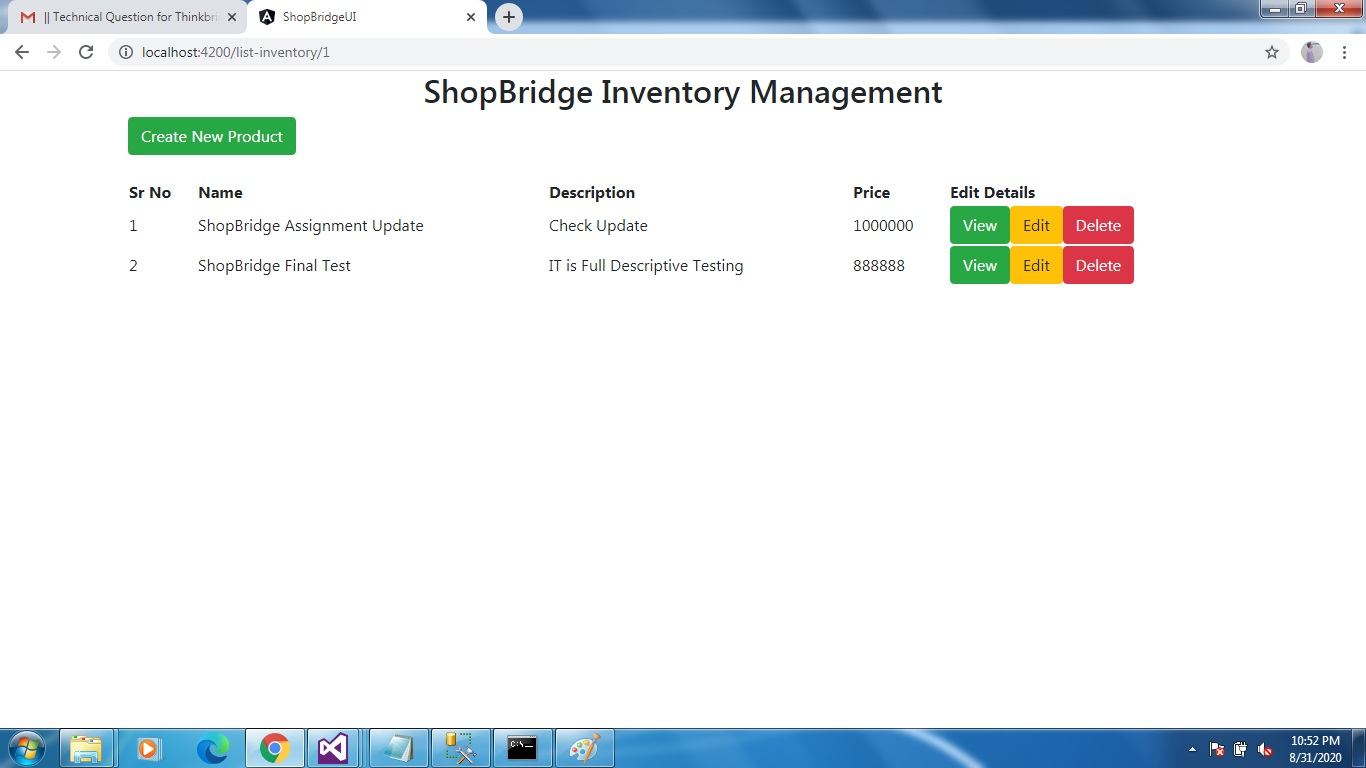 || Technical Question for Thinkbri
ShopBridgeUI
localhost:4200/list-inventory/1
ShopBridge Inventory Management
Create New Product
Sr No Name Description Price Edit Details
1 ShopBridge Assignment Update Check Update 1000000 View Edit Delete
2 ShopBridge Final Test IT is Full Descriptive Testing 888888 View Edit Delete
C:\
10:52 PM
8/31/2020